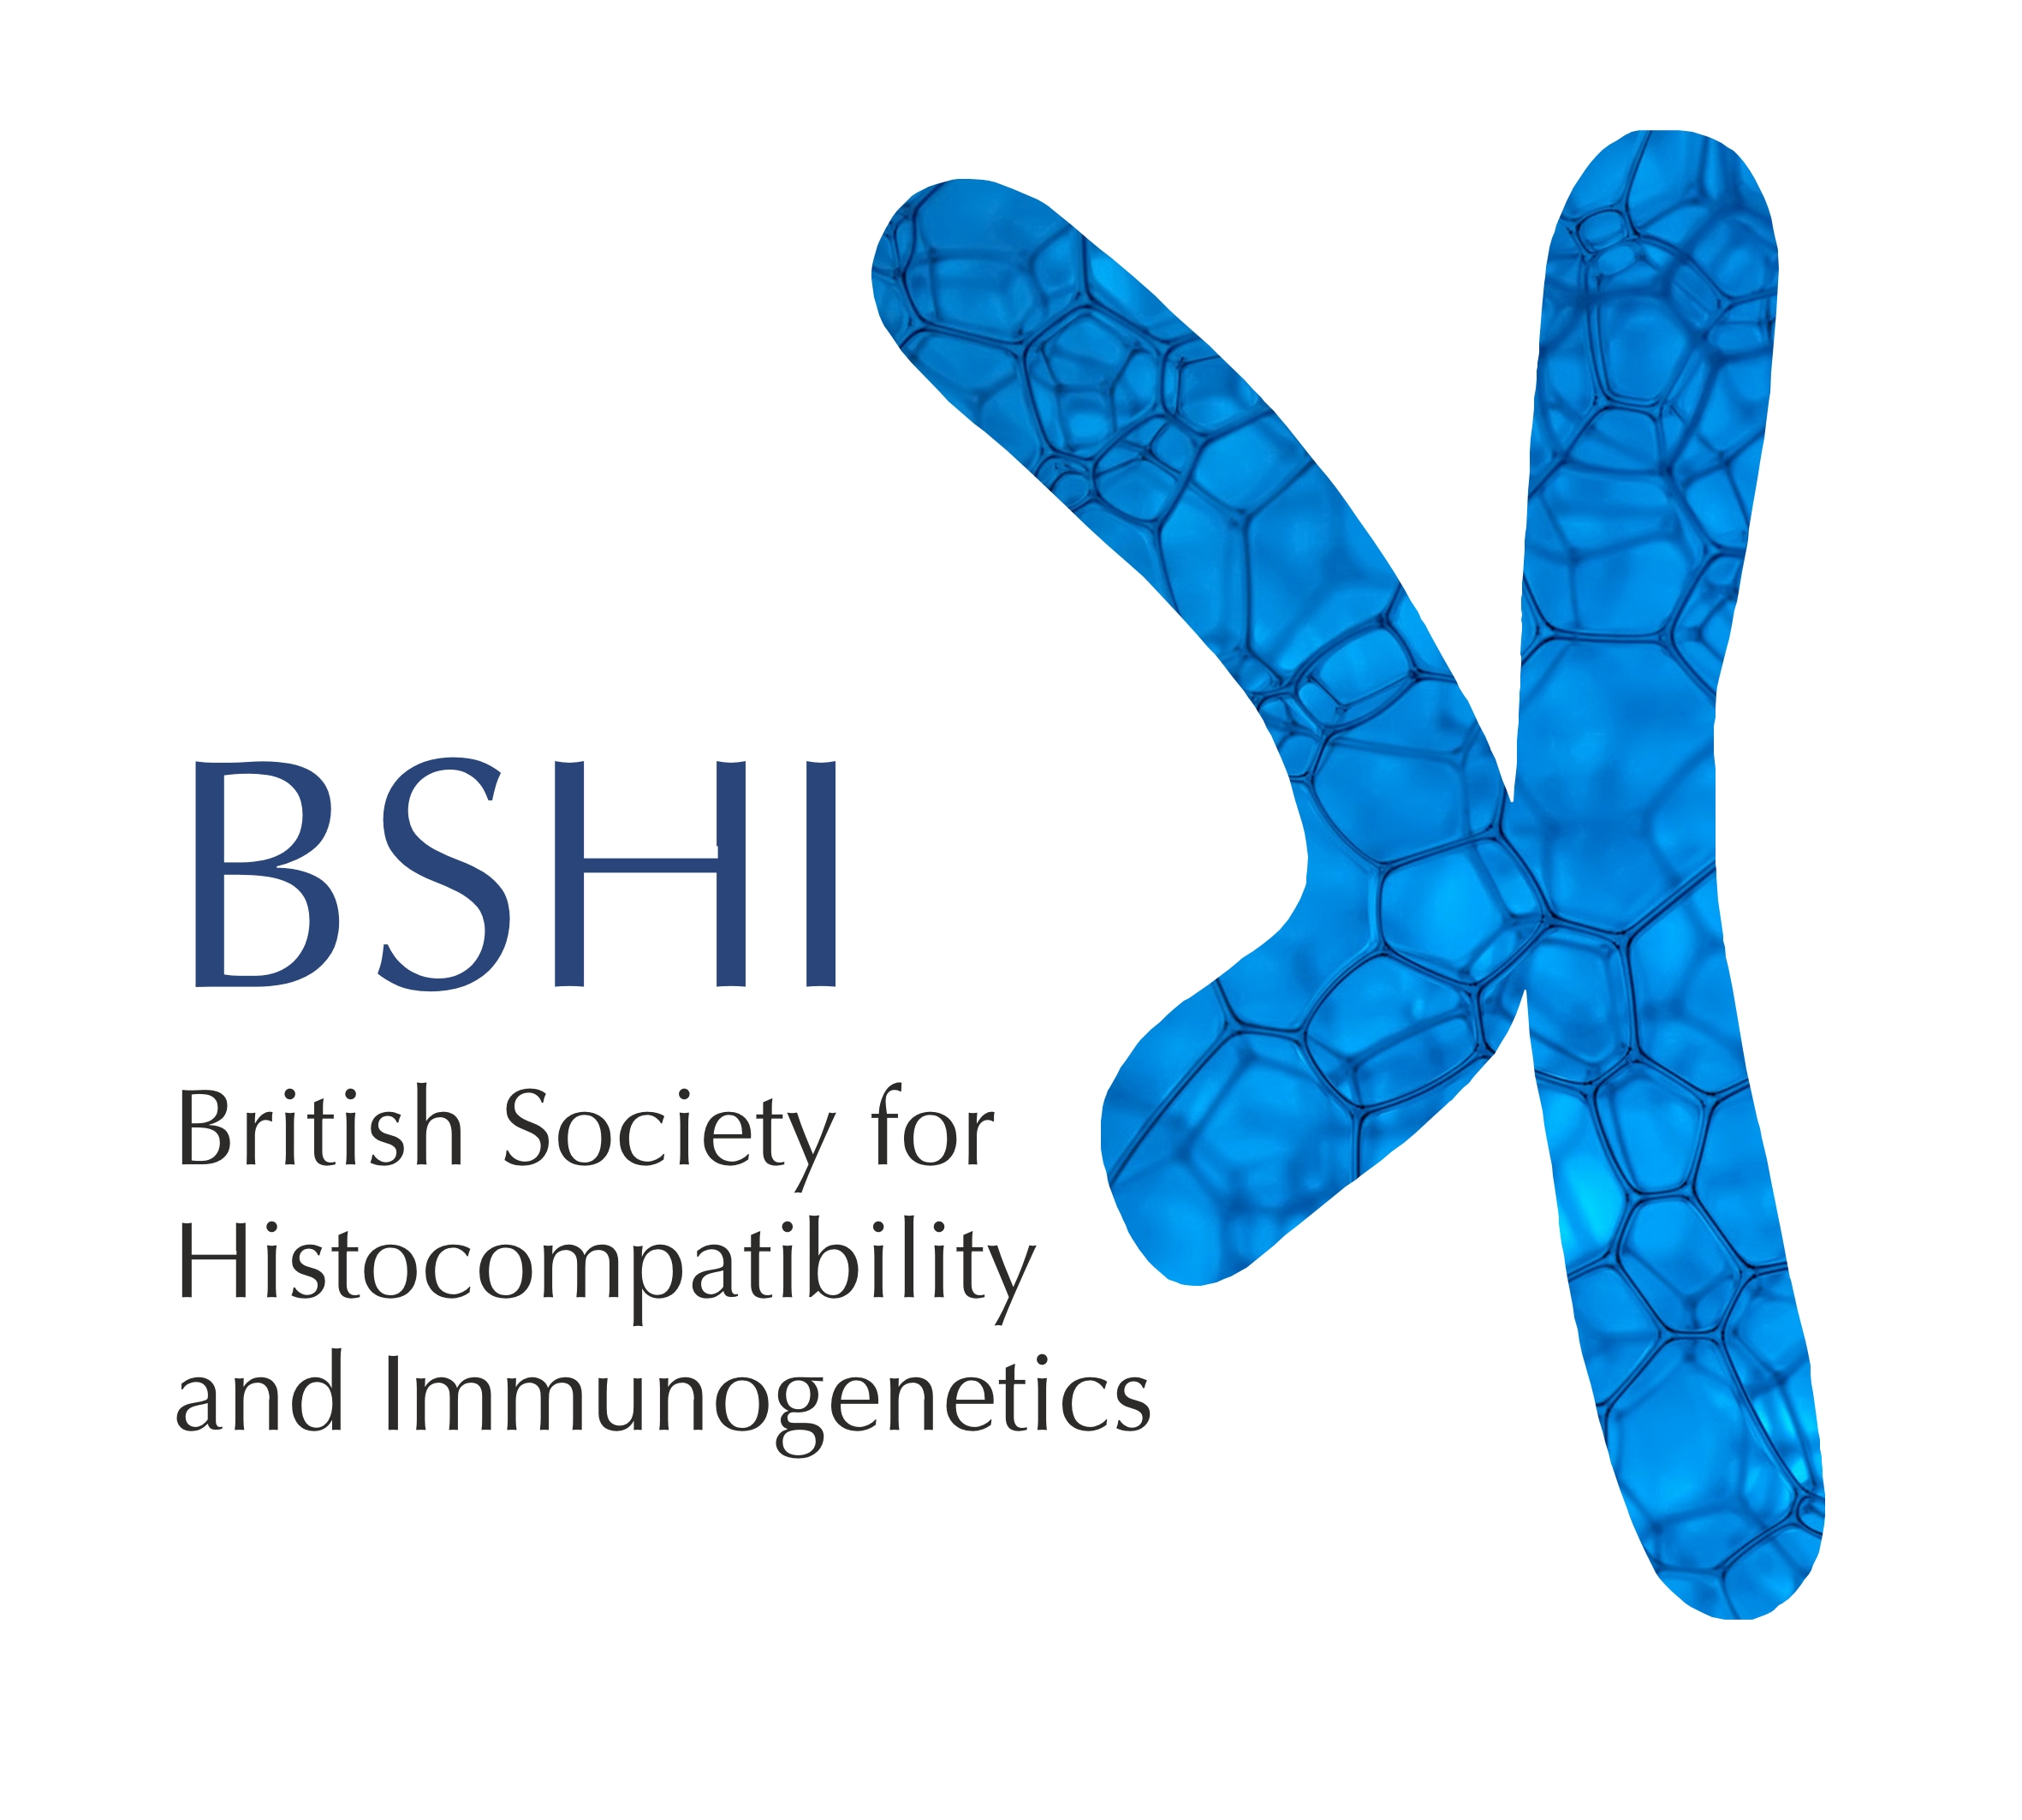 BSHI
British Society for
Histocompatibility
and Immunogenetics